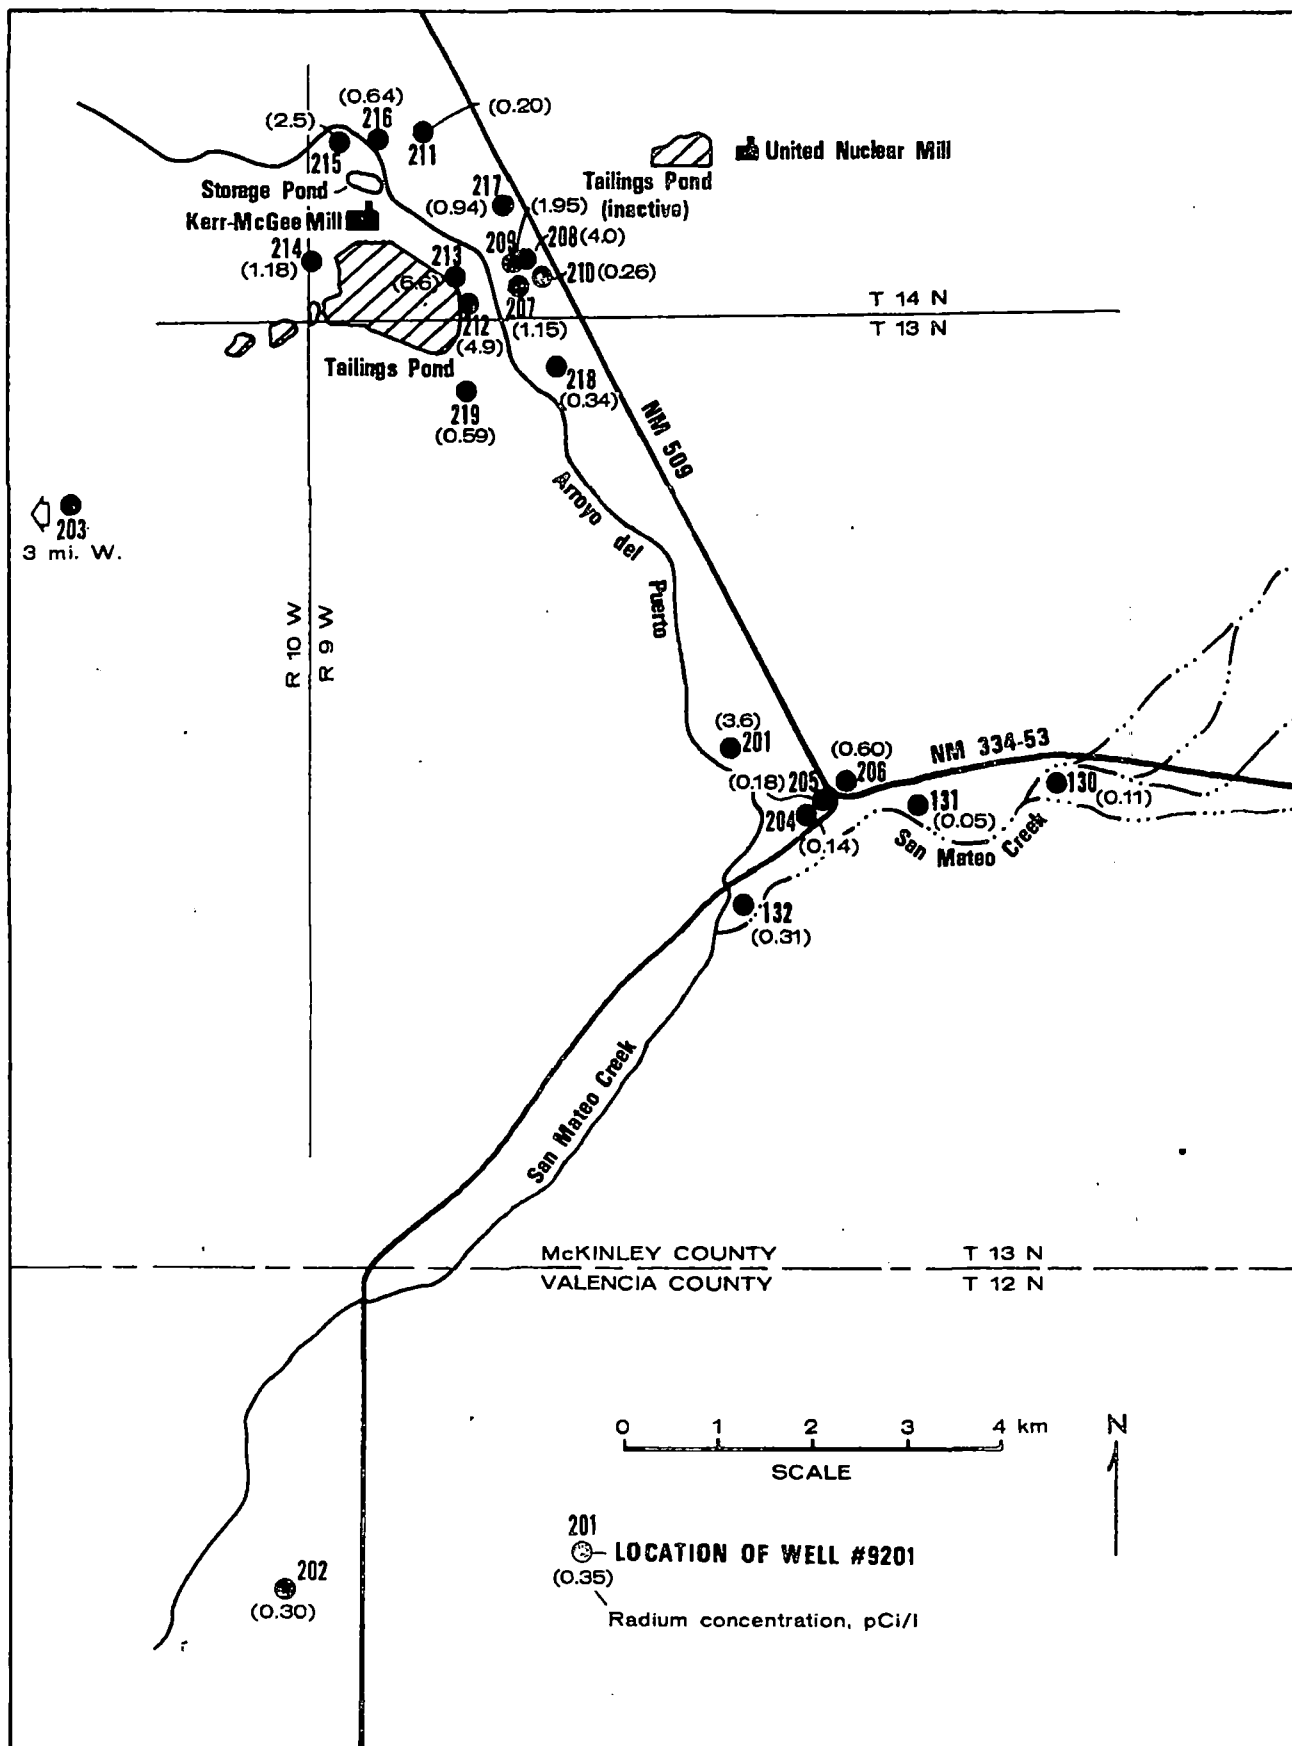 (0.64)
216
(0.20)
(2.5)
215
211
United Nuclear Mill
Tailings Pond
(inactive)
Storage Pond
217
(0.94)
(1.95)
Kerr-McGee Mill
209
208 (4.0)
214
(1.18)
213
(6.6)
210 (0.26)
207
(1.15)
212
(4.9)
T 14 N
T 13 N
Tailings Pond
218
(0.34)
219
(0.59)
NM 509
Arroyo del Puerto
203
3 mi. W.
R 10 W
R 9 W
(3.6)
201
(0.60)
206
NM 334-53
(0.18)
205
204
(0.14)
131
(0.05)
130
(0.11)
San Mateo Creek
132
(0.31)
San Mateo Creek
McKINLEY COUNTY
T 13 N
VALENCIA COUNTY
T 12 N
0 1 2 3 4 km
SCALE
N
201
LOCATION OF WELL #9201
(0.35)
Radium concentration, pCi/l
202
(0.30)